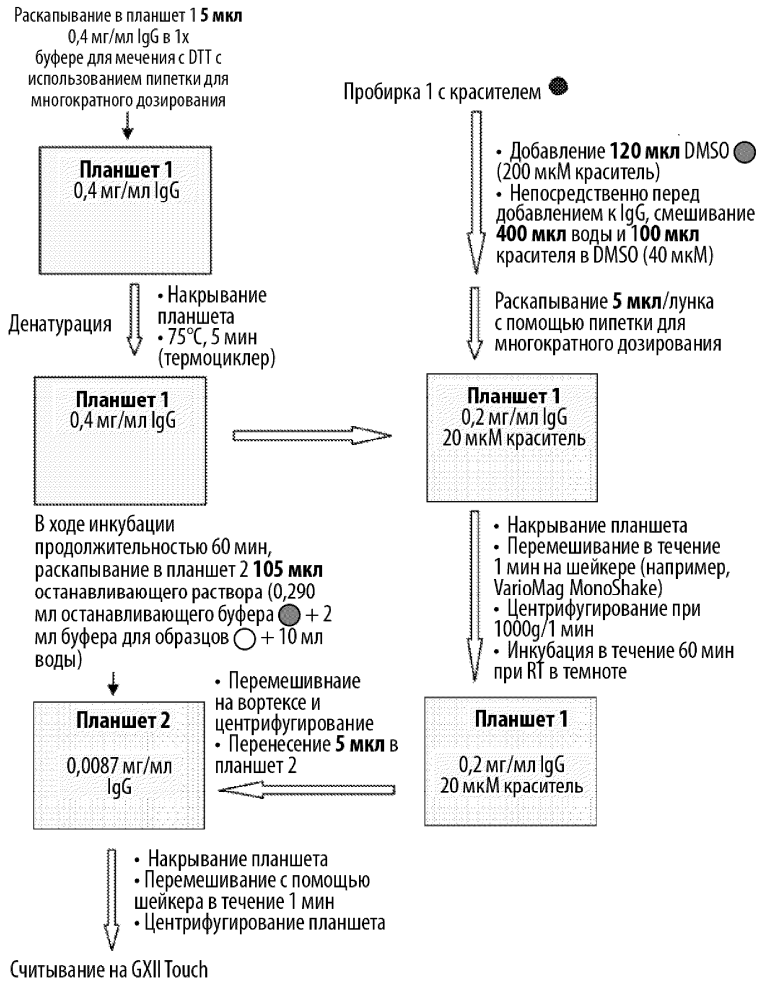 Раскапывание в планшет 1 5 мкл
0,4 мг/мл IgG в 1x
буфере для мечения с DTT с
использованием пипетки для
многократного дозирования
Пробирка 1 с красителем
Планшет 1
0,4 мг/мл IgG
• Добавление 120 мкл DMSO
(200 мкМ краситель)
• Непосредственно перед
добавлением к IgG, смешивание
400 мкл воды и 100 мкл
красителя в DMSO (40 мкМ)
Денатурация
• Накрывание
планшета
• 75°C, 5 мин
(термоциклер)
Раскапывание 5 мкл/лунка
с помощью пипетки для
многократного дозирования
Планшет 1
0,4 мг/мл IgG
Планшет 1
0,2 мг/мл IgG
20 мкМ краситель
В ходе инкубации
продолжительностью 60 мин,
раскапывание в планшет 2 105 мкл
останавливающего раствора (0,290
мл останавливающего буфера + 2
мл буфера для образцов + 10 мл
воды)
• Накрывание планшета
• Перемешивание в течение
1 мин на шейкере (например,
VarioMag MonoShake)
• Центрифугирование при
1000g/1 мин
• Инкубация в течение 60 мин
при RT в темноте
Планшет 2
0,0087 мг/мл
IgG
• Перемешивнаие
на вортексе и
центрифугирование
• Перенесение 5 мкл в
планшет 2
Планшет 1
0,2 мг/мл IgG
20 мкМ краситель
• Накрывание планшета
• Перемешивание с помощью
шейкера в течение 1 мин
• Центрифугирование планшета
Считывание на GXII Touch